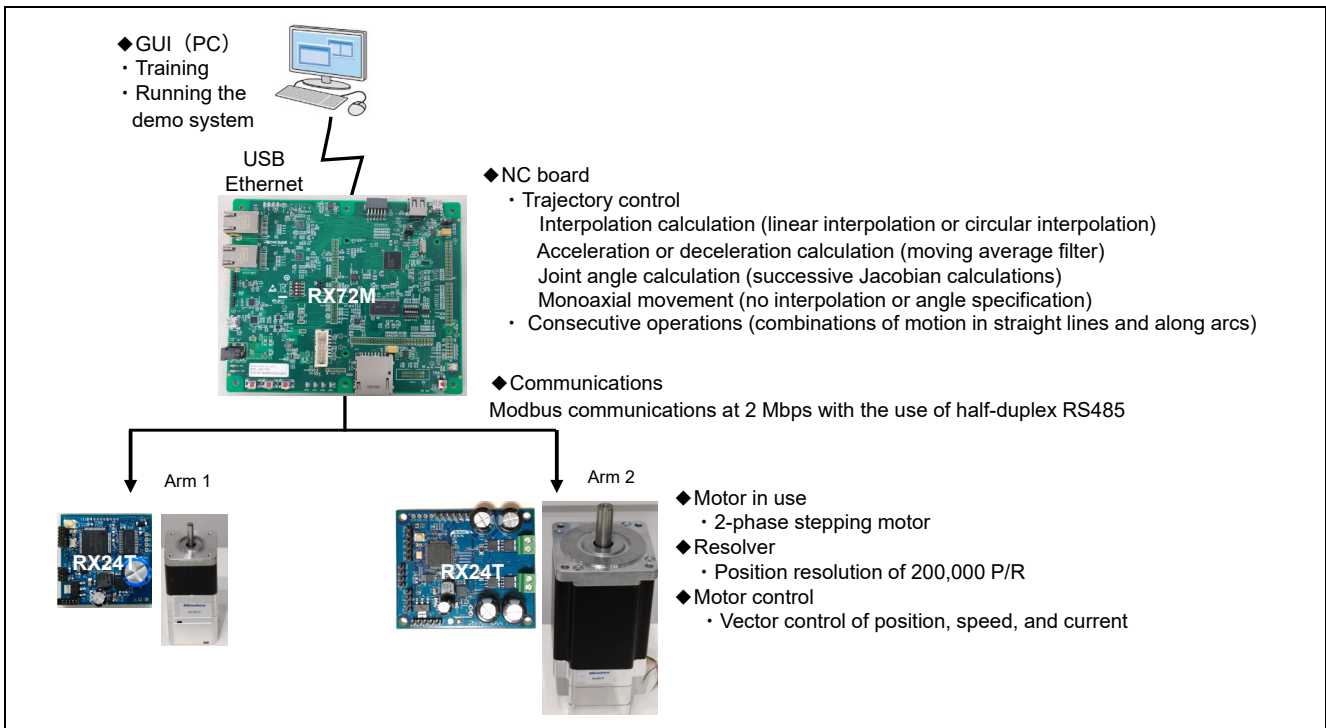 ◆GUI（PC）
・Training
・Running the
demo system
USB
Ethernet
RX72M
◆NC board
・Trajectory control
Interpolation calculation (linear interpolation or circular interpolation)
Acceleration or deceleration calculation (moving average filter)
Joint angle calculation (successive Jacobian calculations)
Monoaxial movement (no interpolation or angle specification)
・Consecutive operations (combinations of motion in straight lines and along arcs)
◆Communications
Modbus communications at 2 Mbps with the use of half-duplex RS485
Arm 1
RX24T
Arm 2
RX24T
◆Motor in use
・2-phase stepping motor
◆Resolver
・Position resolution of 200,000 P/R
◆Motor control
・Vector control of position, speed, and current